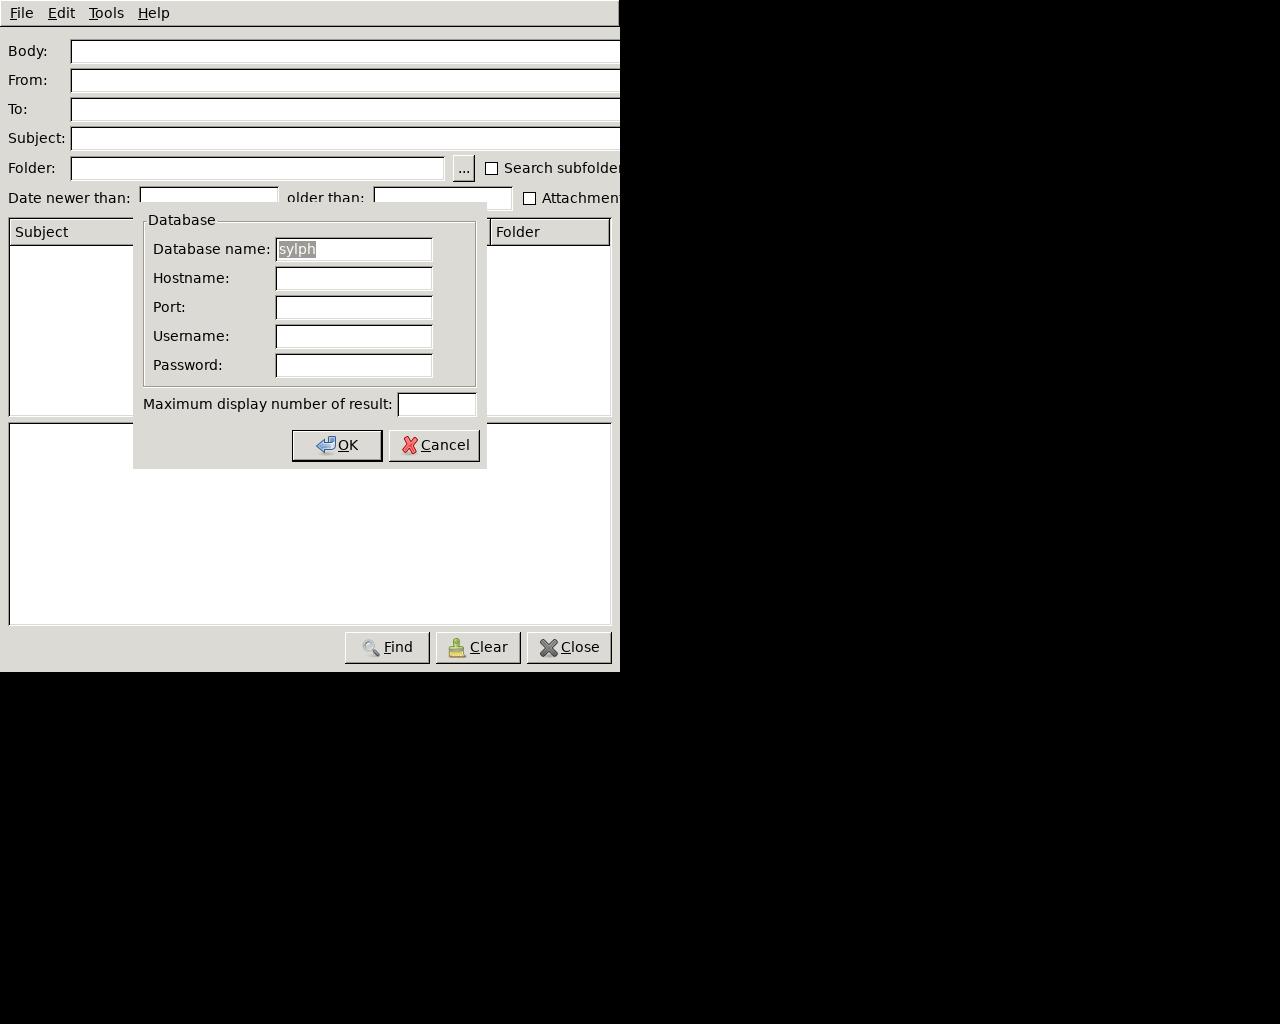 File Edit Tools Help
Body:
From:
To:
Subject:
Folder: ... Search subfolder
Date newer than: older than: Attachment
Subject Folder
Database
Database name: sylph
Hostname:
Port:
Username:
Password:
Maximum display number of result:
OK Cancel
Find Clear Close